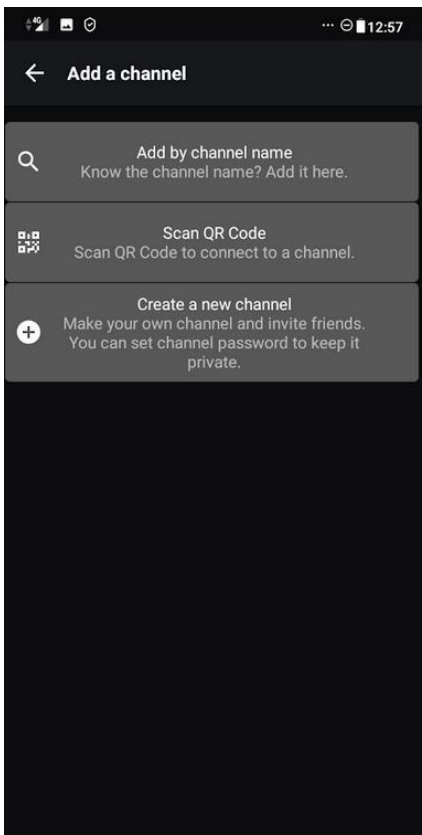 4G
... 12:57
Add a channel
Add by channel name
Know the channel name? Add it here.
Scan QR Code
Scan QR Code to connect to a channel.
Create a new channel
Make your own channel and invite friends.
You can set channel password to keep it
private.